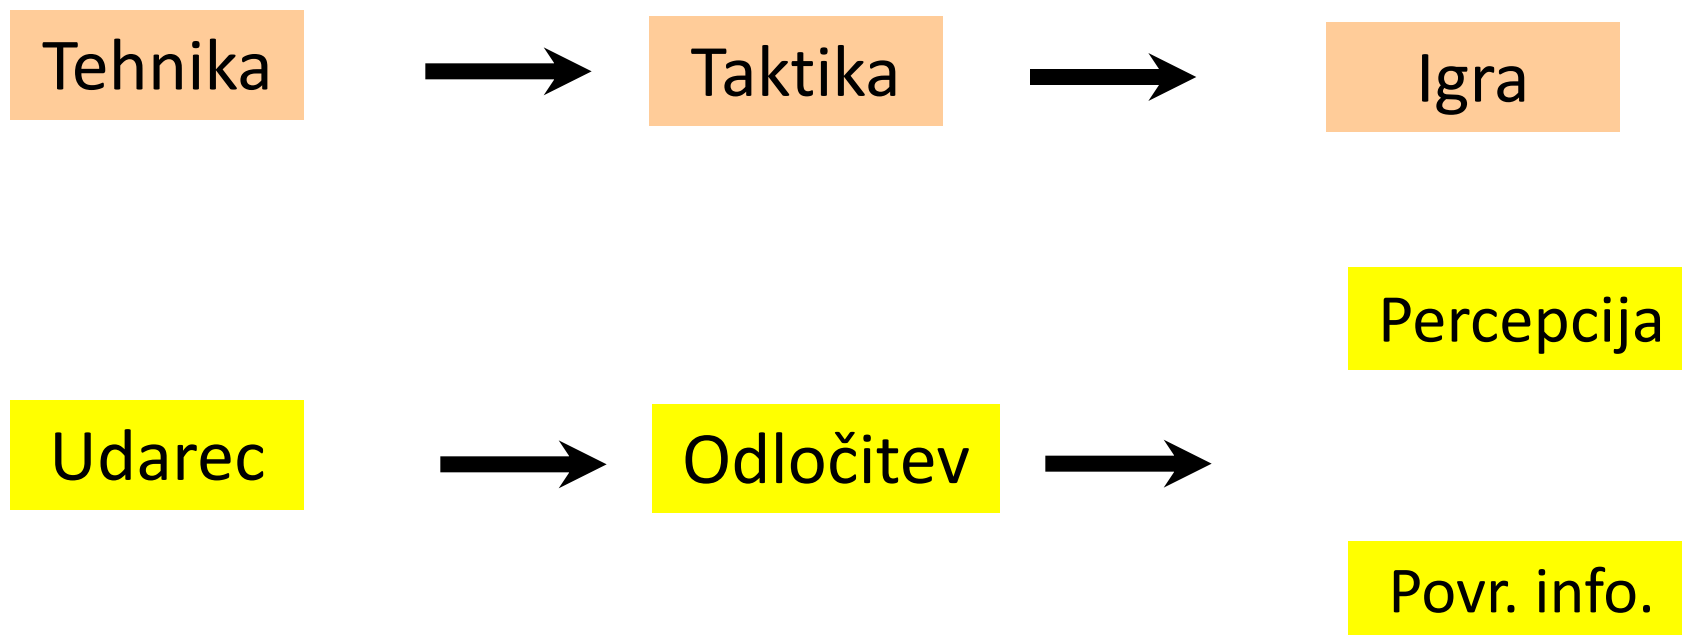 Tehnika
Taktika
Igra
Percepcija
Udarec
Odločitev
Povr. info.